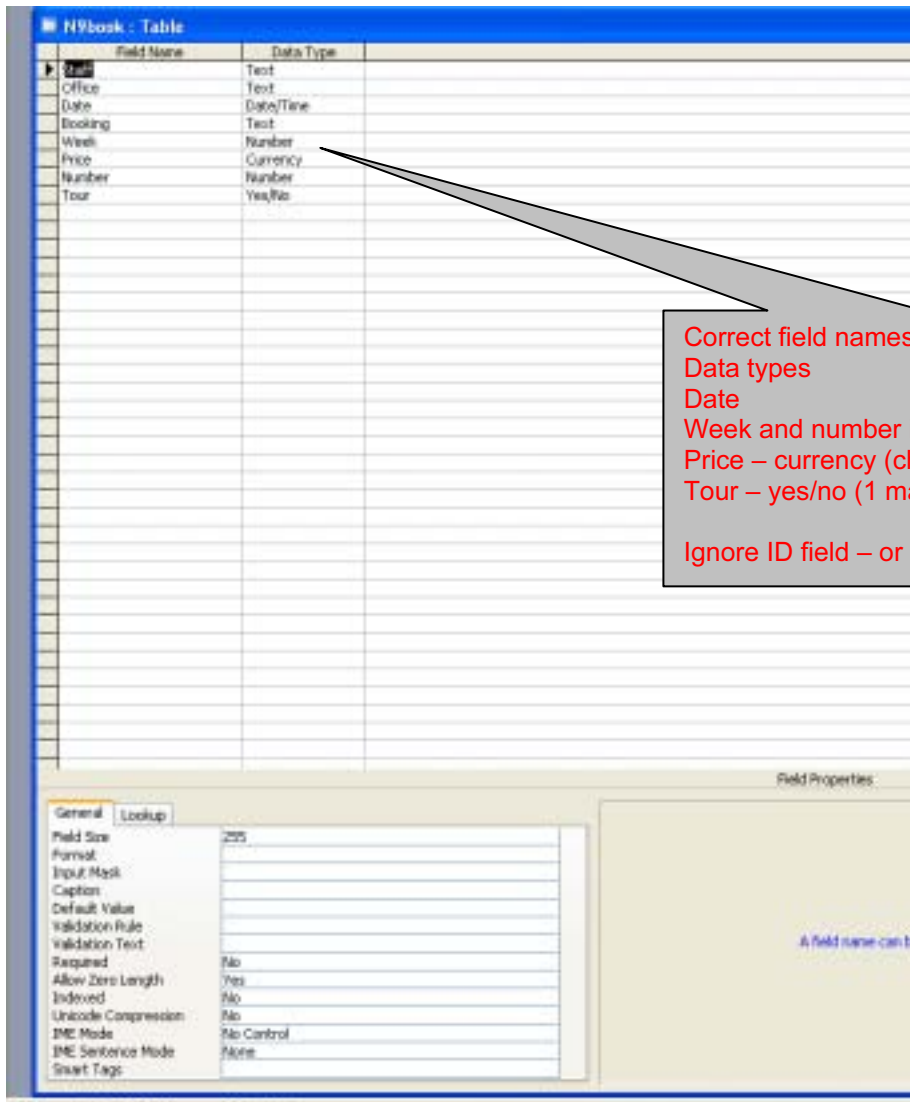 N9book : Table
Field Name Data Type
Staff Text
Office Text
Date Date/Time
Booking Text
Week Number
Price Currency
Number Number
Tour Yes/No
Correct field names
Data types
Date
Week and number
Price – currency (cl
Tour – yes/no (1 ma
Ignore ID field – or
Field Properties
General Lookup
Field Size 255
Format
Input Mask
Caption
Default Value
Validation Rule
Validation Text
Required No
Allow Zero Length Yes
Indexed No
Unicode Compression No
IME Mode No Control
IME Sentence Mode None
Smart Tags
A field name can b